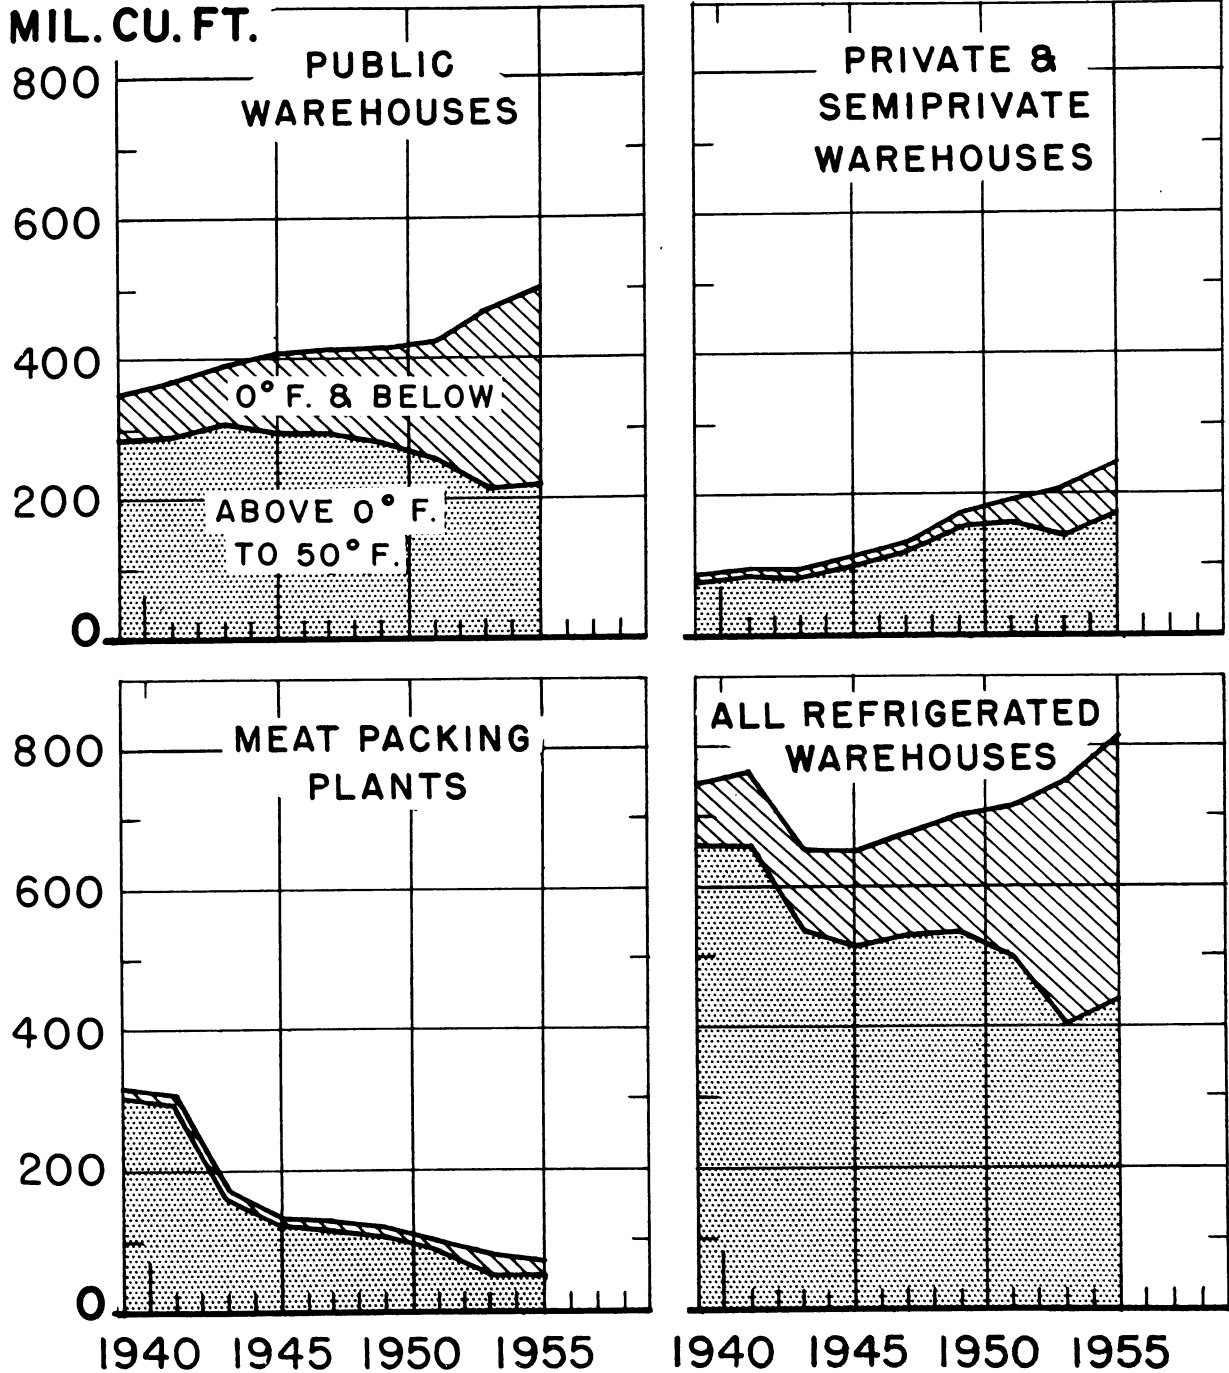 MIL. CU. FT.
PUBLIC
WAREHOUSES
800
600
400
200
0
0° F. & BELOW
ABOVE 0° F.
TO 50° F.
PRIVATE &
SEMIPRIVATE
WAREHOUSES
MEAT PACKING
PLANTS
800
600
400
200
0
1940 1945 1950 1955
ALL REFRIGERATED
WAREHOUSES
1940 1945 1950 1955